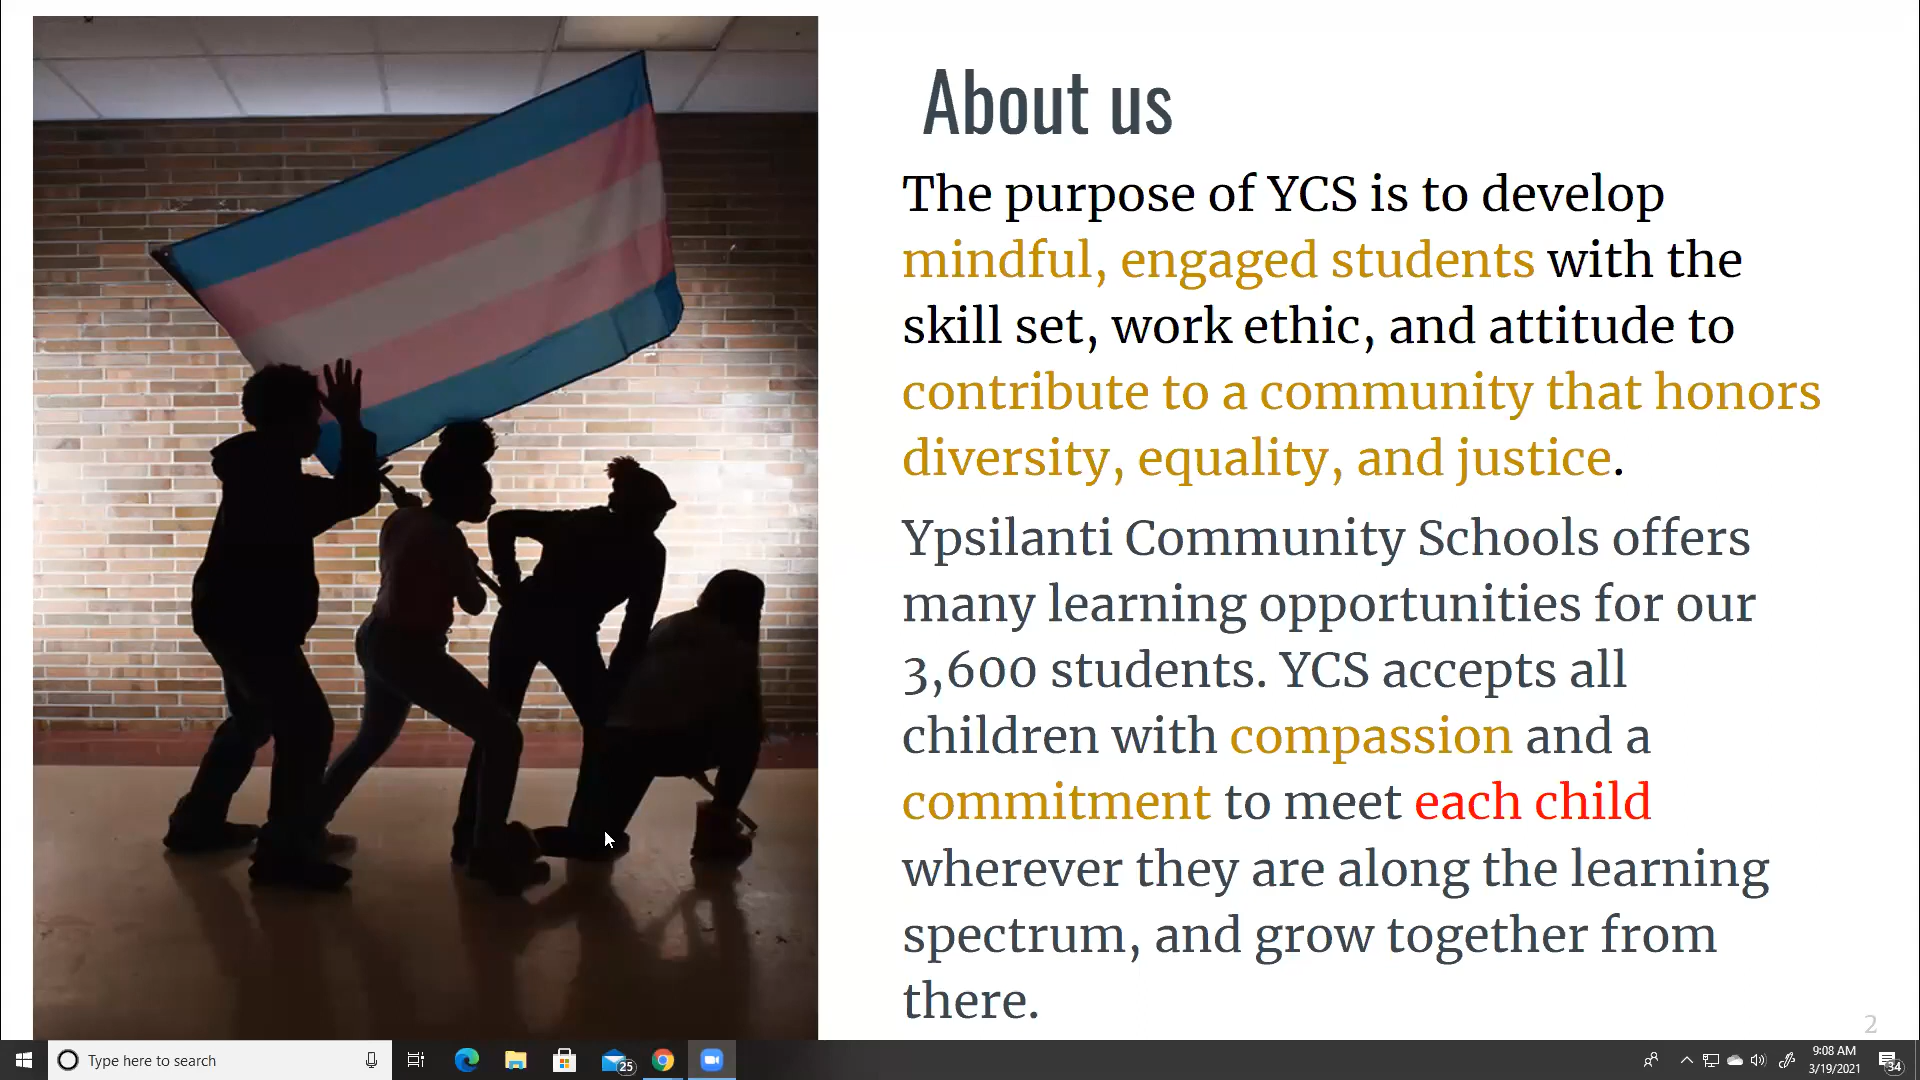 About us
The purpose of YCS is to develop
mindful, engaged students with the
skill set, work ethic, and attitude to
contribute to a community that honors
diversity, equality, and justice.
Ypsilanti Community Schools offers
many learning opportunities for our
3,600 students. YCS accepts all
children with compassion and a
commitment to meet each child
wherever they are along the learning
spectrum, and grow together from
there.
2
Type here to search
25
9:08 AM
3/19/2021
34